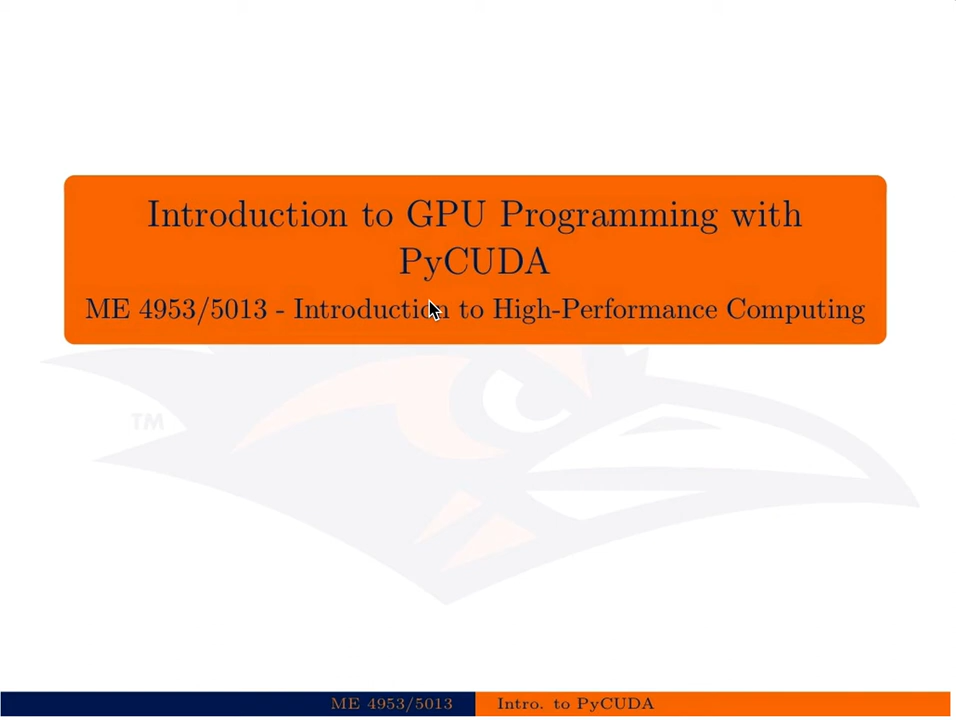 Introduction to GPU Programming with
PyCUDA
ME 4953/5013 - Introduction to High-Performance Computing
TM
ME 4953/5013
Intro. to PyCUDA